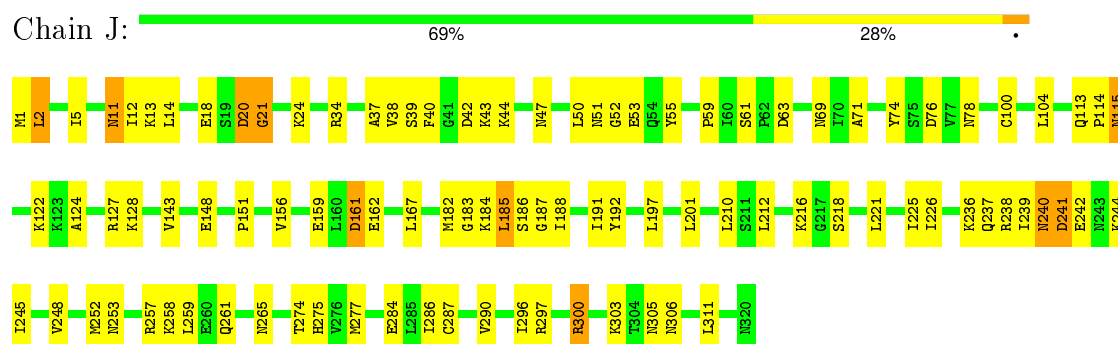 Chain J:
69% 28% •
M1 L2 I5 N11 I12 K13 L14 E18 S19 D20 G21 K24 R34 A37 V38 S39 F40 G41 D42 K43 K44 N47 L50 N51 G52 E53 Q54 Y55 P59 I60 S61 P62 D63 N69 I70 A71 Y74 S75 D76 V77 N78 C100 L104 Q113 P114 N115
K122 K123 A124 R127 K128 V143 E148 P151 V156 E159 L160 D161 E162 L167 M182 G183 K184 L185 S186 G187 I188 I191 Y192 L197 L201 L210 S211 L212 K216 G217 S218 L221 I225 I226 K236 Q237 R238 I239 N240 D241 E242 N243 K244
I245 V248 M252 N253 R257 K258 L259 E260 Q261 N265 T274 H275 V276 M277 E284 L285 I286 C287 V290 I296 R297 R300 K303 T304 N305 N306 L311 N320